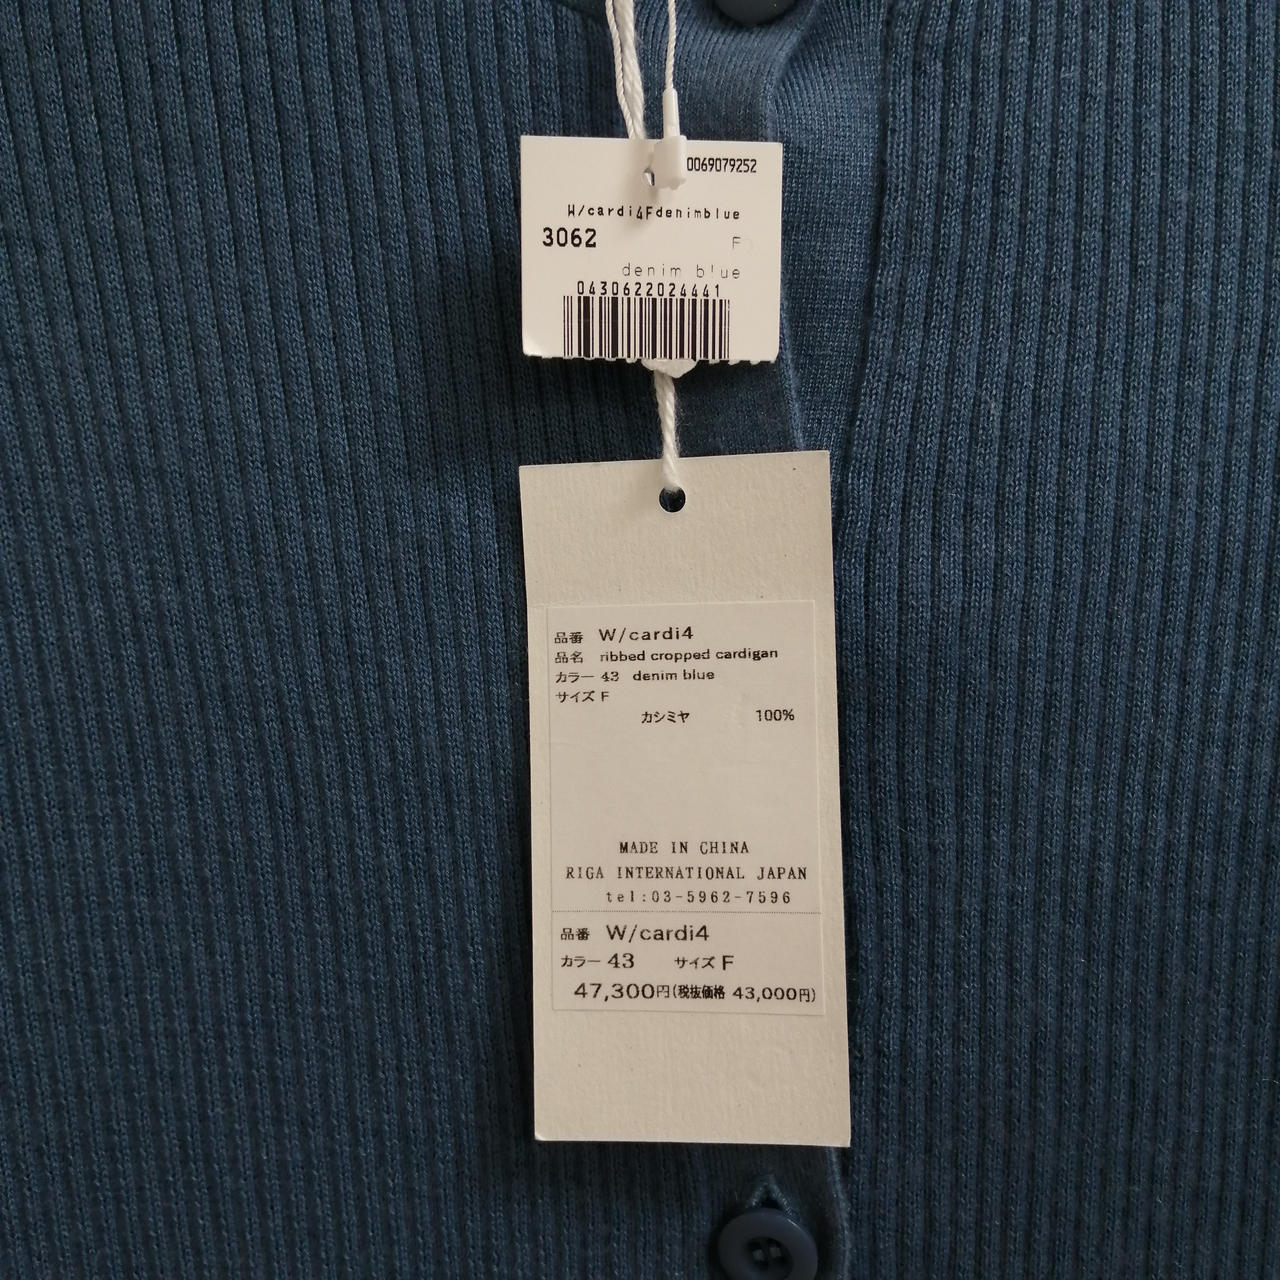 0069079252
W/cardi4Fdenimblue
3062 F
denim blue
0430622024441
品番 W/cardi4
品名 ribbed cropped cardigan
カラー 43 denim blue
サイズ F
カシミヤ 100%
MADE IN CHINA
RIGA INTERNATIONAL JAPAN
tel:03-5962-7596
品番 W/cardi4
カラー 43 サイズ F
47,300円(税抜価格 43,000円)